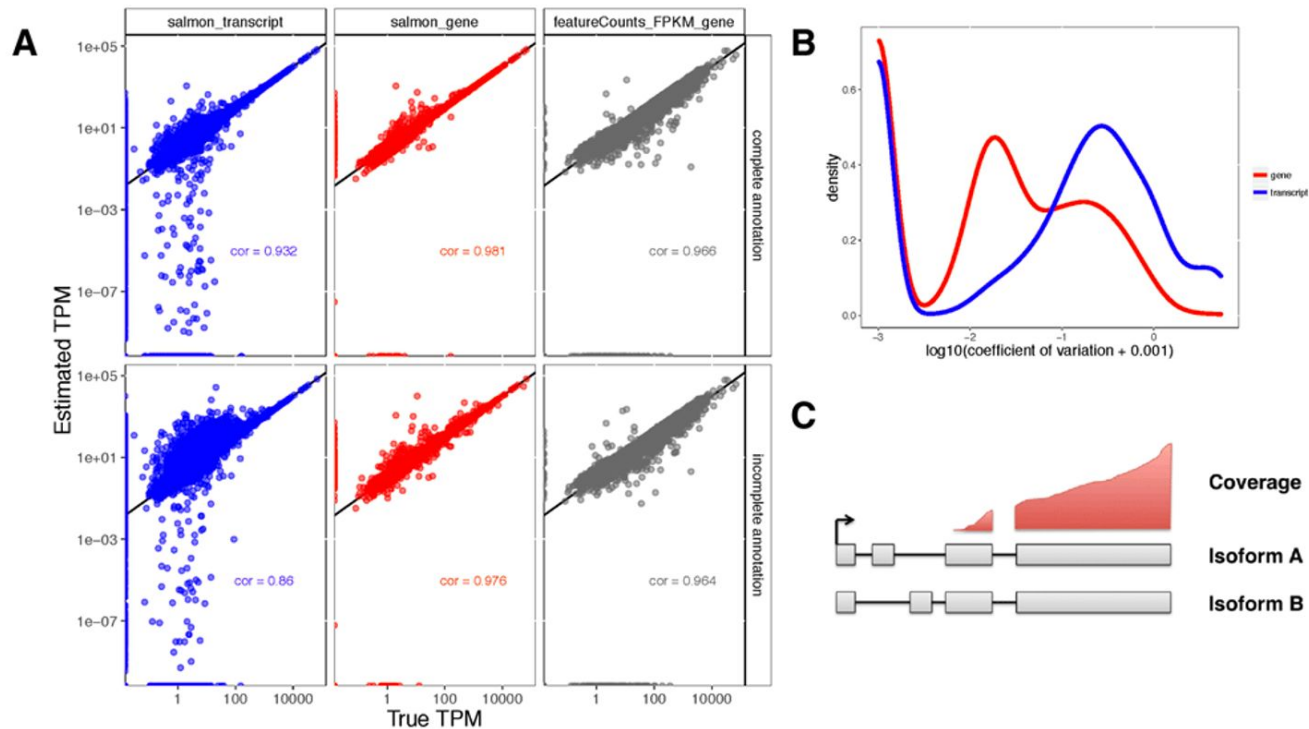 A
salmon_transcript
salmon_gene
featureCounts_FPKM_gene
Estimated TPM
1e+05
1e+01
1e−03
1e−07
cor = 0.932
cor = 0.981
cor = 0.966
complete annotation
1e+05
1e+01
1e−03
1e−07
cor = 0.86
cor = 0.976
cor = 0.964
incomplete annotation
1 100 10000
1 100 10000
1 100 10000
True TPM
B
density
0.6
0.4
0.2
0.0
−3 −2 −1 0
log10(coefficient of variation + 0.001)
gene
transcript
C
Coverage
Isoform A
Isoform B